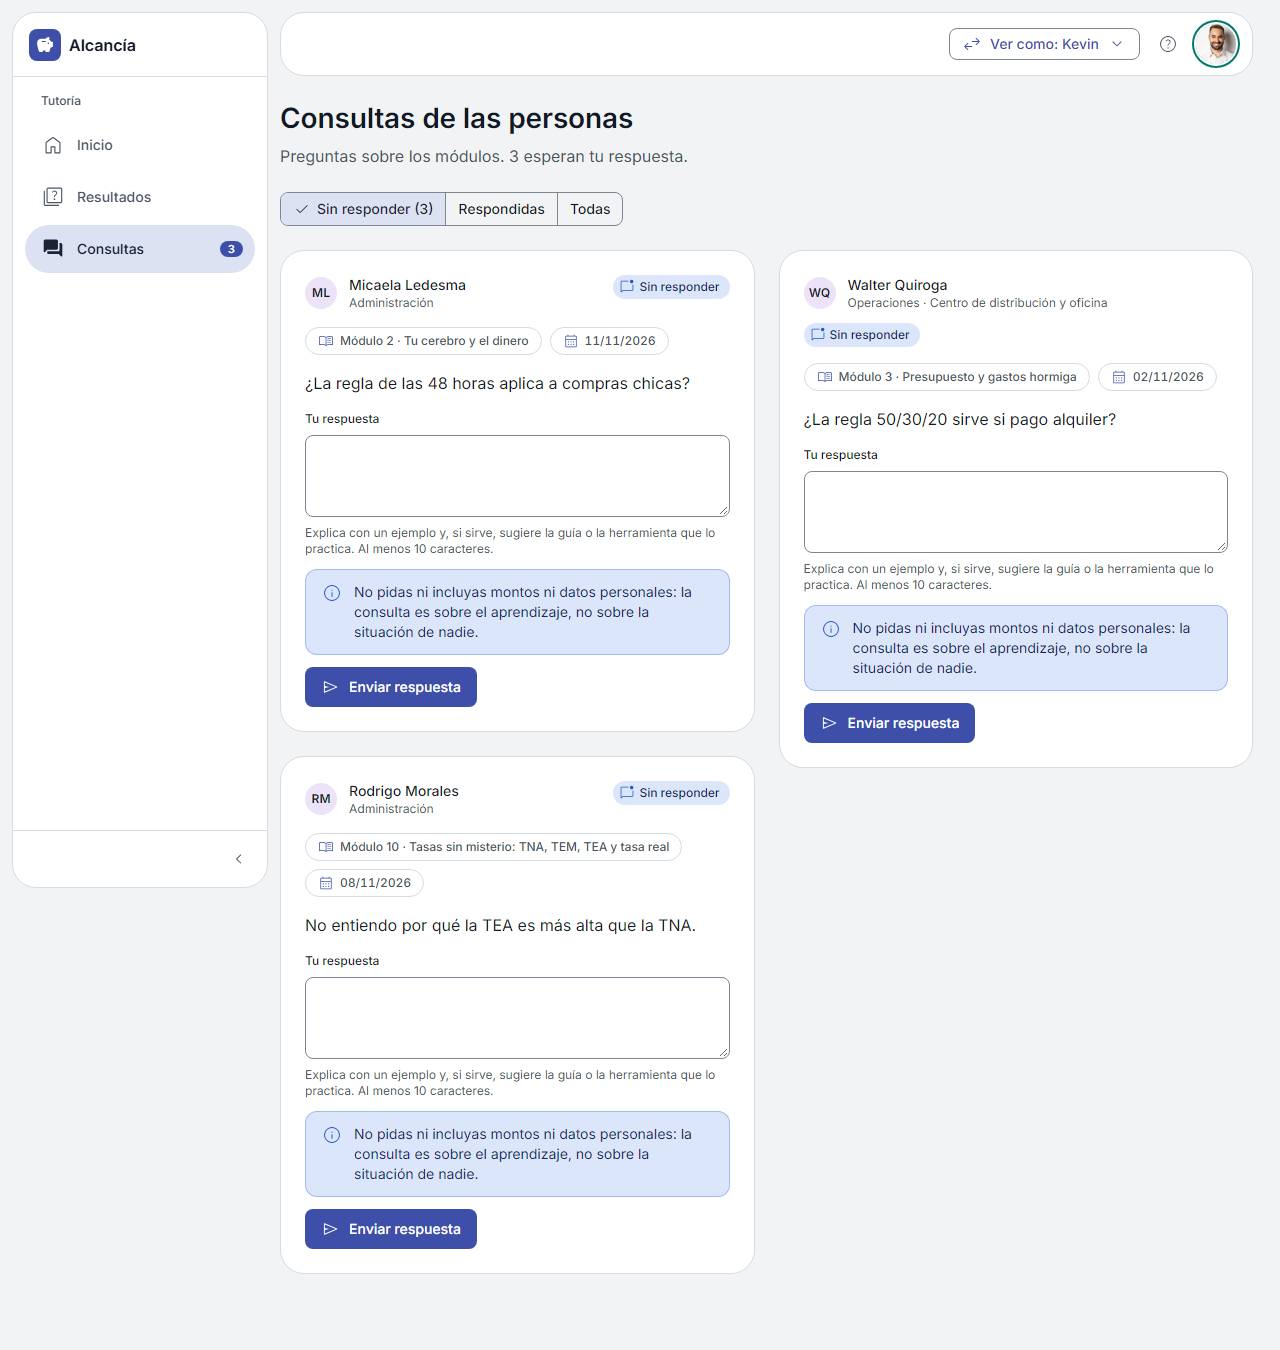 Alcancía
Tutoría
Inicio
Resultados
Consultas
3
Ver como: Kevin
Consultas de las personas
Preguntas sobre los módulos. 3 esperan tu respuesta.
Sin responder (3)
Respondidas
Todas
ML
Micaela Ledesma
Administración
Sin responder
Módulo 2 · Tu cerebro y el dinero
11/11/2026
¿La regla de las 48 horas aplica a compras chicas?
Tu respuesta
Explica con un ejemplo y, si sirve, sugiere la guía o la herramienta que lo
practica. Al menos 10 caracteres.
No pidas ni incluyas montos ni datos personales: la
consulta es sobre el aprendizaje, no sobre la
situación de nadie.
Enviar respuesta
WQ
Walter Quiroga
Operaciones · Centro de distribución y oficina
Sin responder
Módulo 3 · Presupuesto y gastos hormiga
02/11/2026
¿La regla 50/30/20 sirve si pago alquiler?
Tu respuesta
Explica con un ejemplo y, si sirve, sugiere la guía o la herramienta que lo
practica. Al menos 10 caracteres.
No pidas ni incluyas montos ni datos personales: la
consulta es sobre el aprendizaje, no sobre la
situación de nadie.
Enviar respuesta
RM
Rodrigo Morales
Administración
Sin responder
Módulo 10 · Tasas sin misterio: TNA, TEM, TEA y tasa real
08/11/2026
No entiendo por qué la TEA es más alta que la TNA.
Tu respuesta
Explica con un ejemplo y, si sirve, sugiere la guía o la herramienta que lo
practica. Al menos 10 caracteres.
No pidas ni incluyas montos ni datos personales: la
consulta es sobre el aprendizaje, no sobre la
situación de nadie.
Enviar respuesta